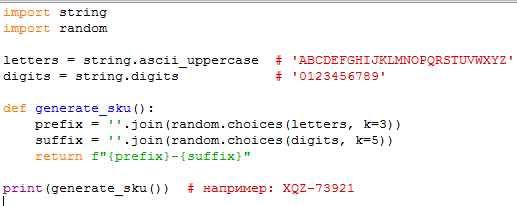 import string
import random
letters = string.ascii_uppercase  # 'ABCDEFGHIJKLMNOPQRSTUVWXYZ'
digits = string.digits            # '0123456789'
def generate_sku():
    prefix = ''.join(random.choices(letters, k=3))
    suffix = ''.join(random.choices(digits, k=5))
    return f"{prefix}-{suffix}"
print(generate_sku())  # например: XQZ-73921